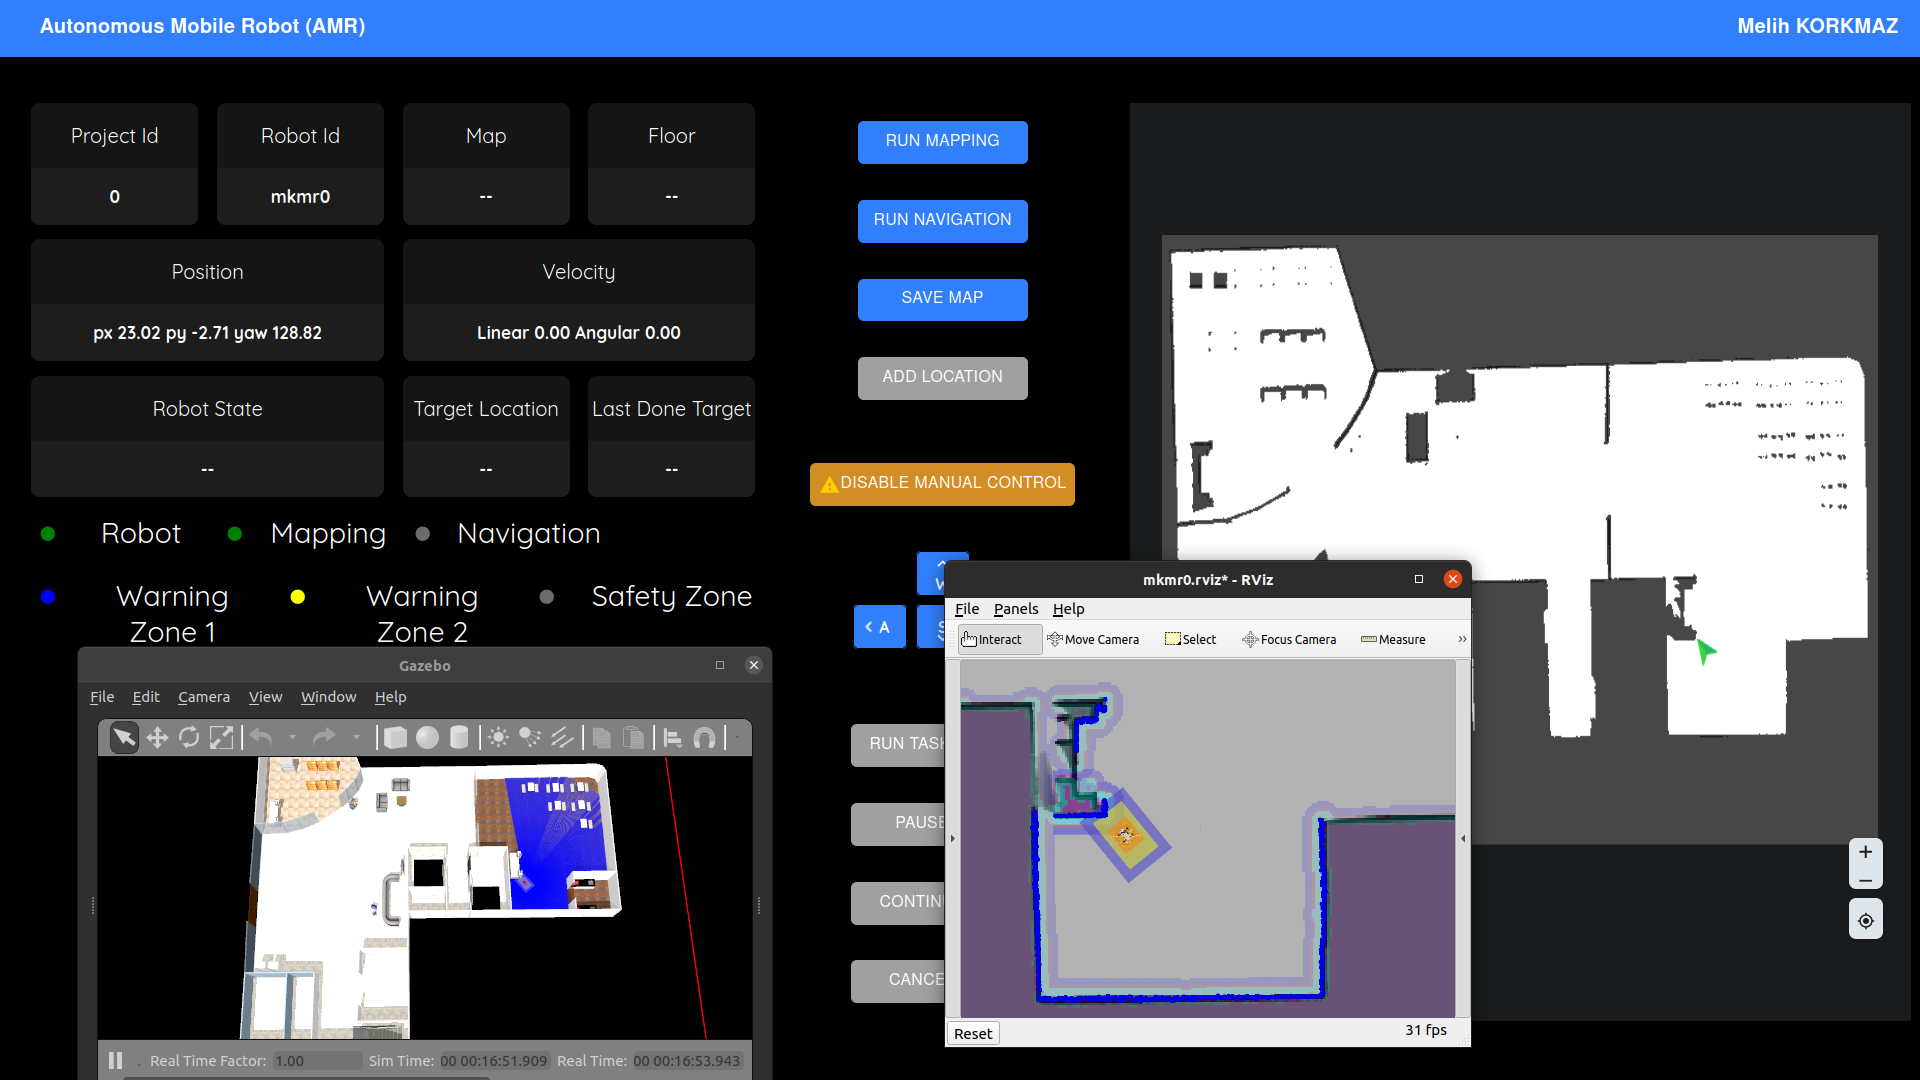 Autonomous Mobile Robot (AMR)
Melih KORKMAZ
Project Id
0
Robot Id
mkmr0
Map
--
Floor
--
Position
px 23.02 py -2.71 yaw 128.82
Velocity
Linear 0.00 Angular 0.00
Robot State
--
Target Location
--
Last Done Target
--
Robot
Mapping
Navigation
Warning
Zone 1
Warning
Zone 2
Safety Zone
RUN MAPPING
RUN NAVIGATION
SAVE MAP
ADD LOCATION
DISABLE MANUAL CONTROL
W
< A
S
RUN TASK
PAUSE
CONTIN
CANCE
Gazebo
File Edit Camera View Window Help
Real Time Factor: 1.00 Sim Time: 00 00:16:51.909 Real Time: 00 00:16:53.943
mkmr0.rviz* - RViz
File Panels Help
Interact Move Camera Select Focus Camera Measure »
Reset
31 fps
+
−